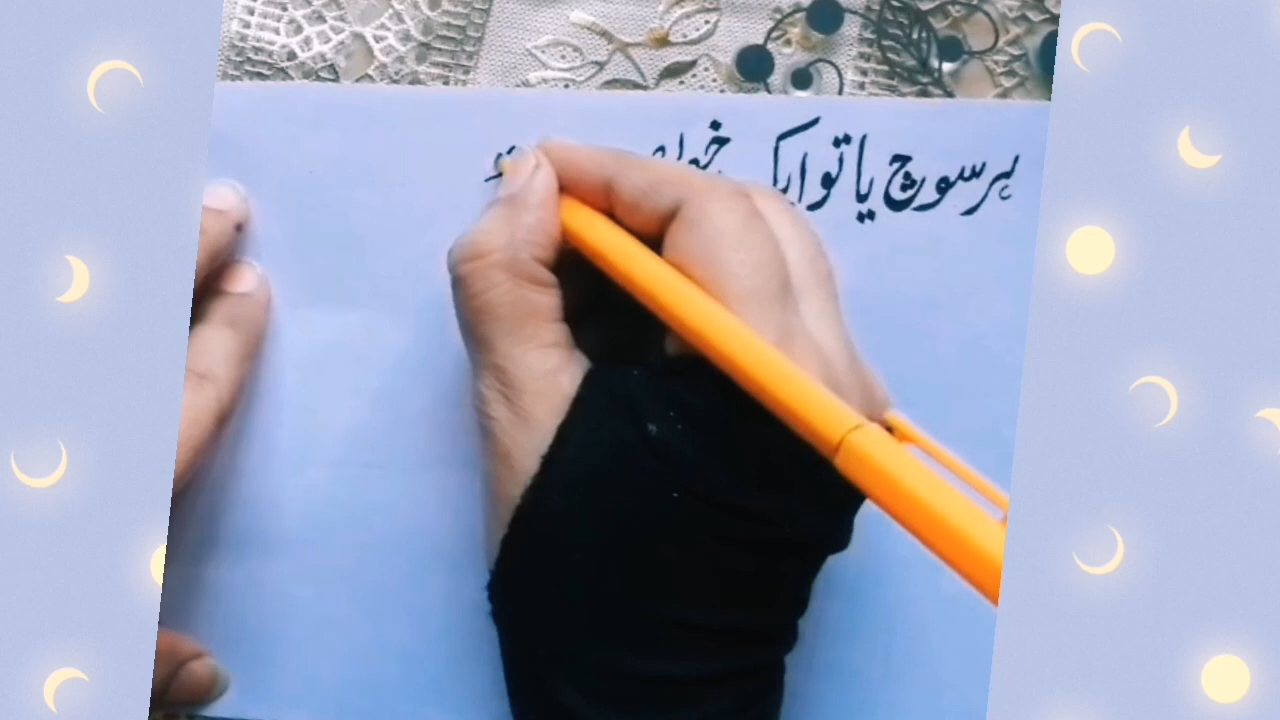 ہر سوچ یا تو ایک